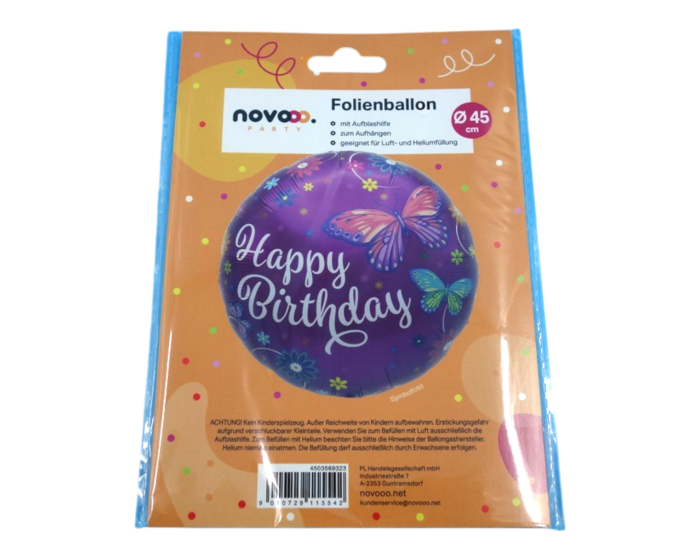 novooo.
PARTY
Folienballon
mit Aufblashilfe
zum Aufhängen
geeignet für Luft- und Heliumfüllung
Ø 45
cm
Happy
Birthday
Symbolfoto
ACHTUNG! Kein Kinderspielzeug. Außer Reichweite von Kindern aufbewahren. Erstickungsgefahr
aufgrund verschluckbarer Kleinteile. Verwenden Sie zum Befüllen mit Luft ausschließlich die
Aufblashilfe. Zum Befüllen mit Helium beachten Sie bitte die Hinweise der Ballongashersteller.
Helium niemals einatmen. Die Befüllung darf ausschließlich durch Erwachsene erfolgen.
4503569323
9 010729 115542
PL Handelsgesellschaft mbH
Industriestraße 7
A-2353 Guntramsdorf
novooo.net
kundenservice@novooo.net